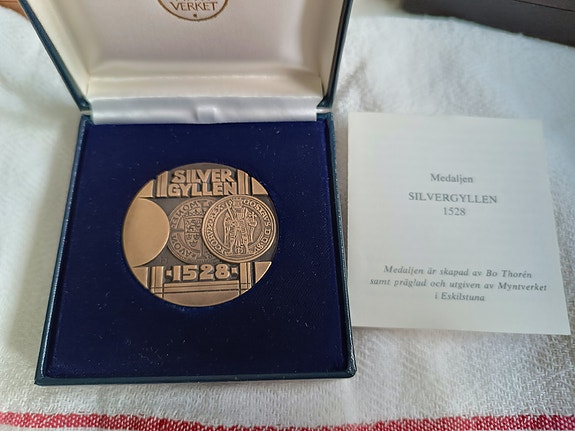 VERKET
SILVER
GYLLEN
1528
Medaljen
SILVERGYLLEN
1528
Medaljen är skapad av Bo Thorén
samt präglad och utgiven av Myntverket
i Eskilstuna